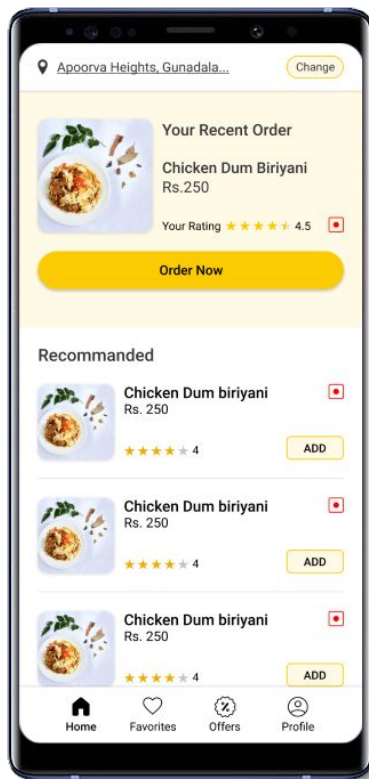 Apoorva Heights, Gunadala...
Change
Your Recent Order
Chicken Dum Biriyani
Rs.250
Your Rating 4.5
Order Now
Recommanded
Chicken Dum biriyani
Rs. 250
4
ADD
Chicken Dum biriyani
Rs. 250
4
ADD
Chicken Dum biriyani
Rs. 250
4
ADD
Home
Favorites
Offers
Profile